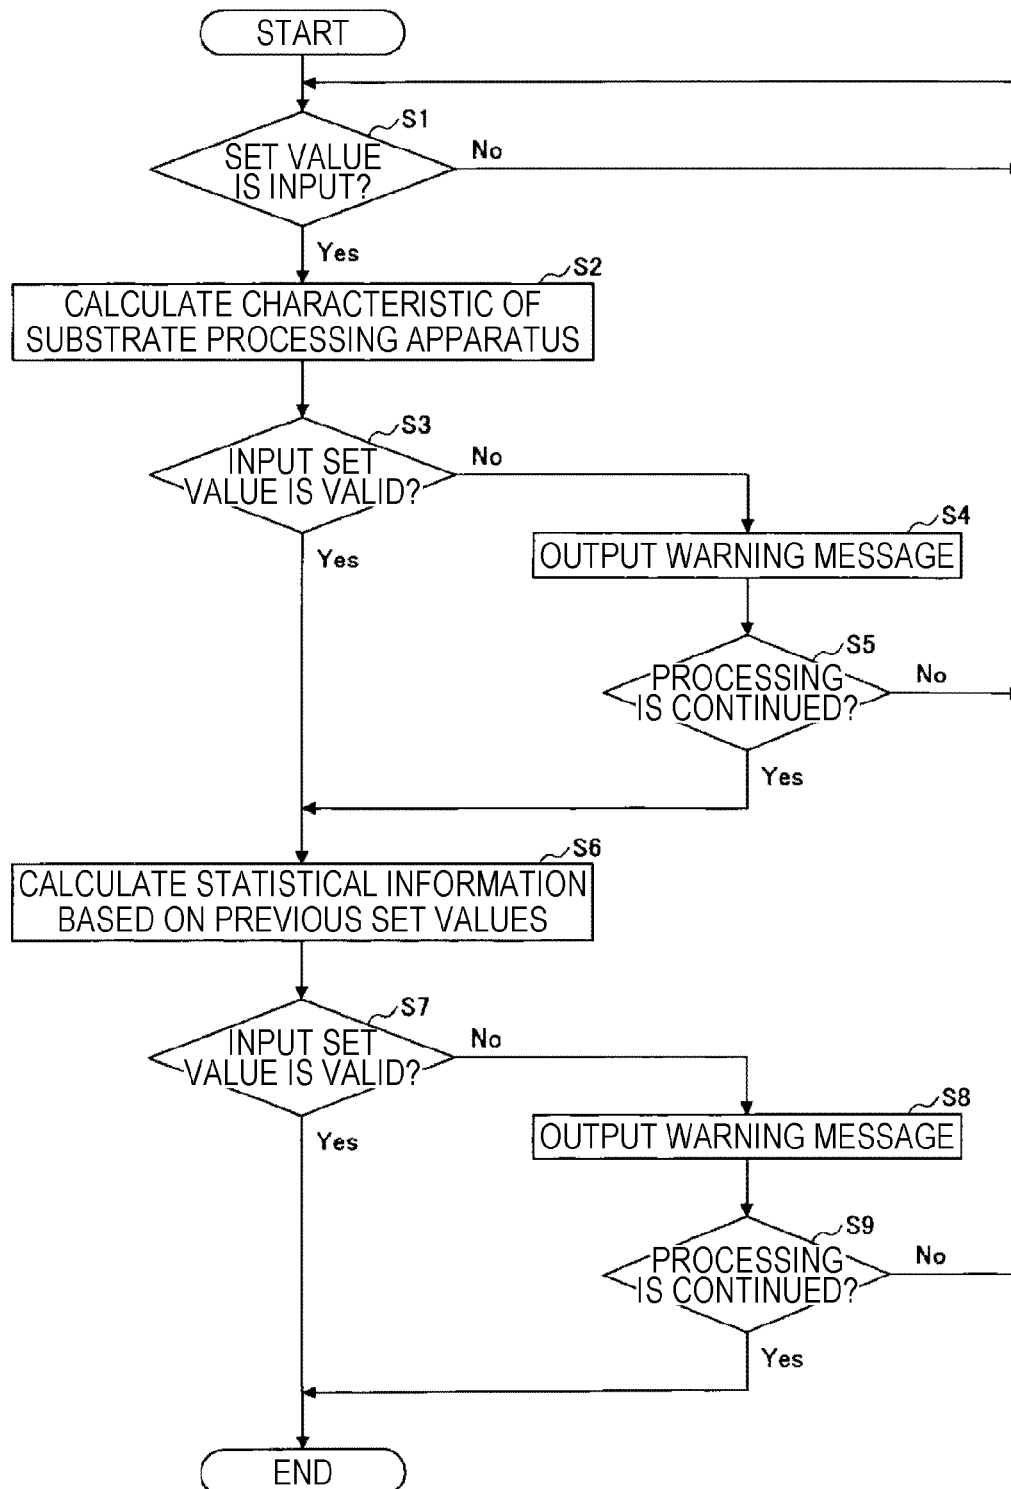 START
S1
SET VALUE
IS INPUT?
No
Yes
S2
CALCULATE CHARACTERISTIC OF
SUBSTRATE PROCESSING APPARATUS
S3
INPUT SET
VALUE IS VALID?
No
Yes
S4
OUTPUT WARNING MESSAGE
S5
PROCESSING
IS CONTINUED?
No
Yes
S6
CALCULATE STATISTICAL INFORMATION
BASED ON PREVIOUS SET VALUES
S7
INPUT SET
VALUE IS VALID?
No
Yes
S8
OUTPUT WARNING MESSAGE
S9
PROCESSING
IS CONTINUED?
No
Yes
END